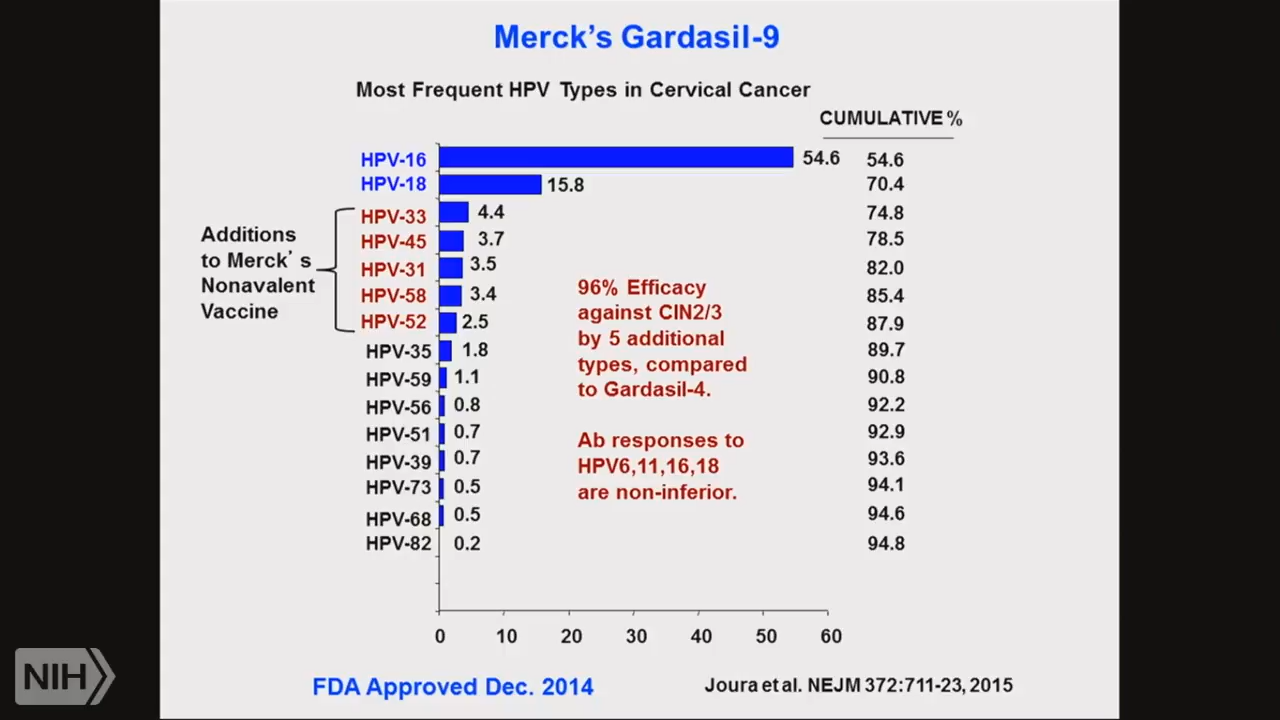 Merck's Gardasil-9
Most Frequent HPV Types in Cervical Cancer
CUMULATIVE %
HPV-16 54.6 54.6
HPV-18 15.8 70.4
HPV-33 4.4 74.8
HPV-45 3.7 78.5
HPV-31 3.5 82.0
HPV-58 3.4 85.4
HPV-52 2.5 87.9
HPV-35 1.8 89.7
HPV-59 1.1 90.8
HPV-56 0.8 92.2
HPV-51 0.7 92.9
HPV-39 0.7 93.6
HPV-73 0.5 94.1
HPV-68 0.5 94.6
HPV-82 0.2 94.8
Additions
to Merck's
Nonavalent
Vaccine
96% Efficacy
against CIN2/3
by 5 additional
types, compared
to Gardasil-4.
Ab responses to
HPV6,11,16,18
are non-inferior.
0 10 20 30 40 50 60
NIH
FDA Approved Dec. 2014
Joura et al. NEJM 372:711-23, 2015